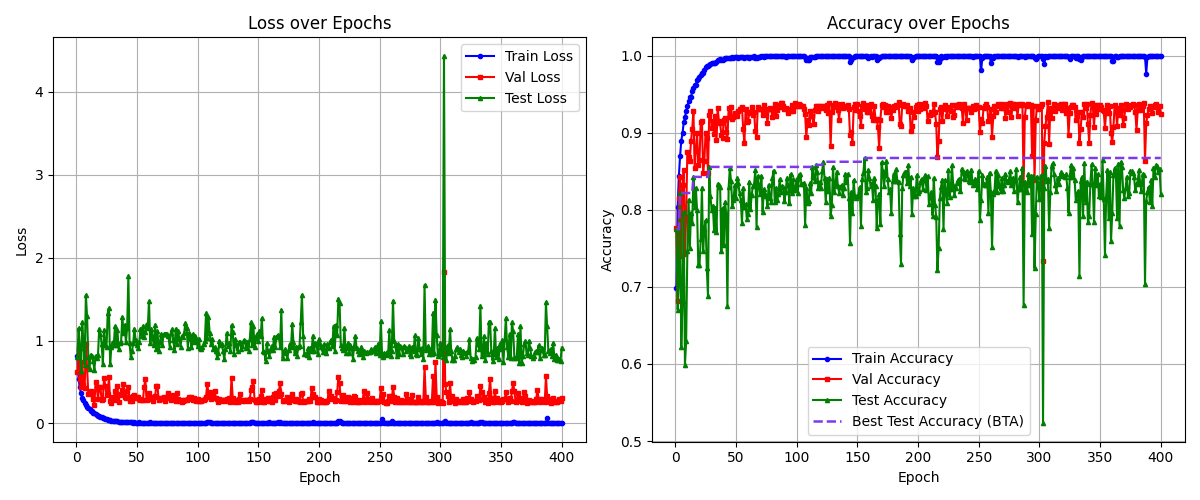 Loss over Epochs
Train Loss
Val Loss
Test Loss
Loss
4
3
2
1
0
0 50 100 150 200 250 300 350 400
Epoch
Accuracy over Epochs
Accuracy
1.0
0.9
0.8
0.7
0.6
0.5
Train Accuracy
Val Accuracy
Test Accuracy
Best Test Accuracy (BTA)
0 50 100 150 200 250 300 350 400
Epoch